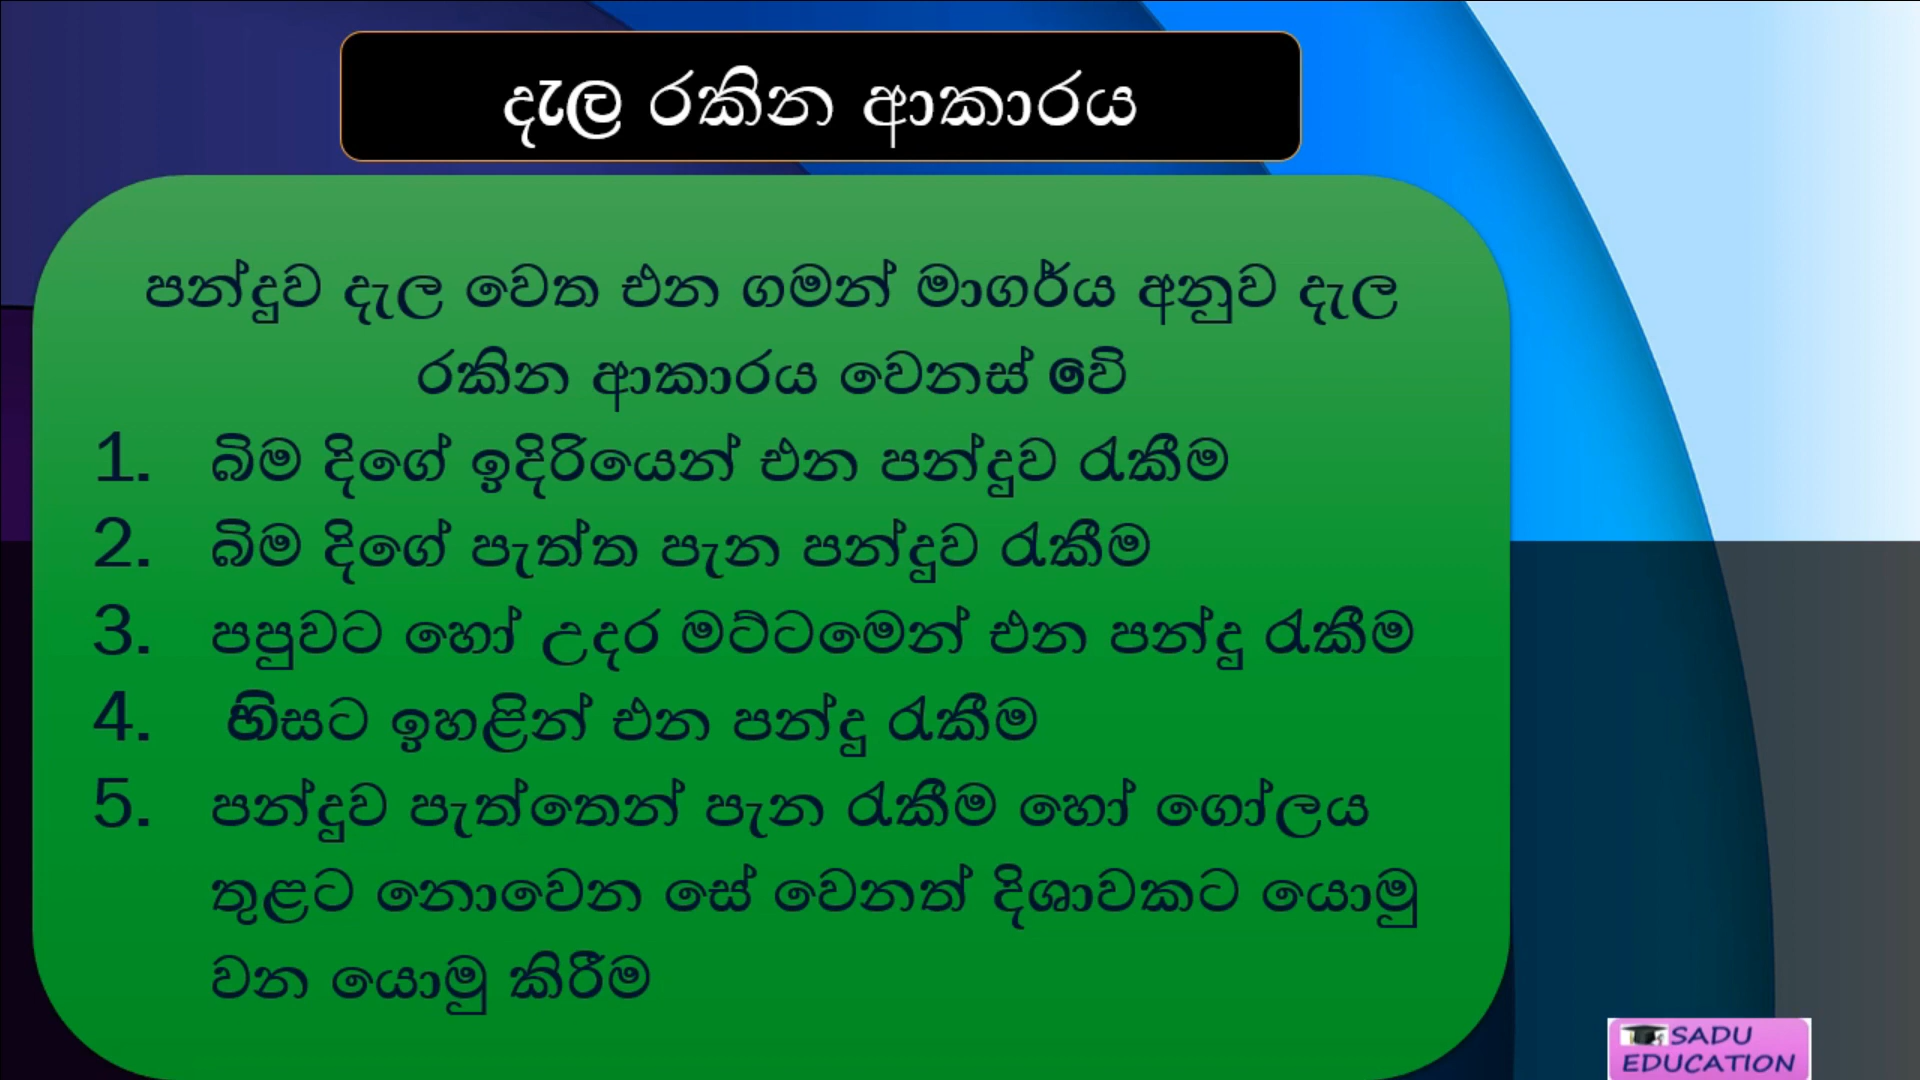 දැල රකින ආකාරය
පන්දුව දැල වෙත එන ගමන් මාගර්ය අනුව දැල
රකින ආකාරය වෙනස් වේි
1. බිම දිගේ ඉදිරියෙන් එන පන්දුව රැකීම
2. බිම දිගේ පැත්ත පැන පන්දුව රැකීම
3. පපුවට හෝ උදර මට්ටමෙන් එන පන්දු රැකීම
4. හිසට ඉහළින් එන පන්දු රැකීම
5. පන්දුව පැත්තෙන් පැන රැකීම හෝ ගෝලය
තුළට නොවෙන සේ වෙනත් දිශාවකට යොමු
වන යොමු කිරීම
SADU
EDUCATION